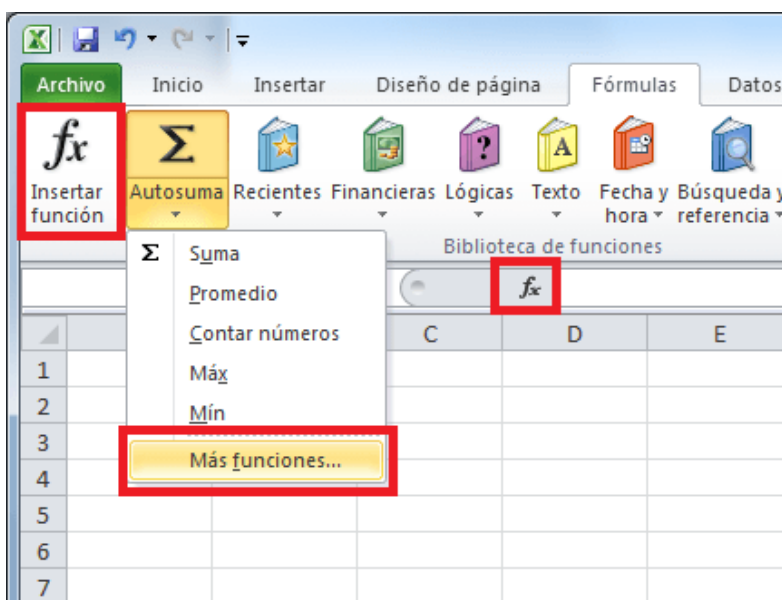 Archivo Inicio Insertar Diseño de página Fórmulas Datos
fx Σ ? A
Insertar función Autosuma Recientes Financieras Lógicas Texto Fecha y hora Búsqueda y referencia
Biblioteca de funciones
fx
Σ Suma
Promedio
Contar números
Máx
Mín
Más funciones...
C D E
1
2
3
4
5
6
7